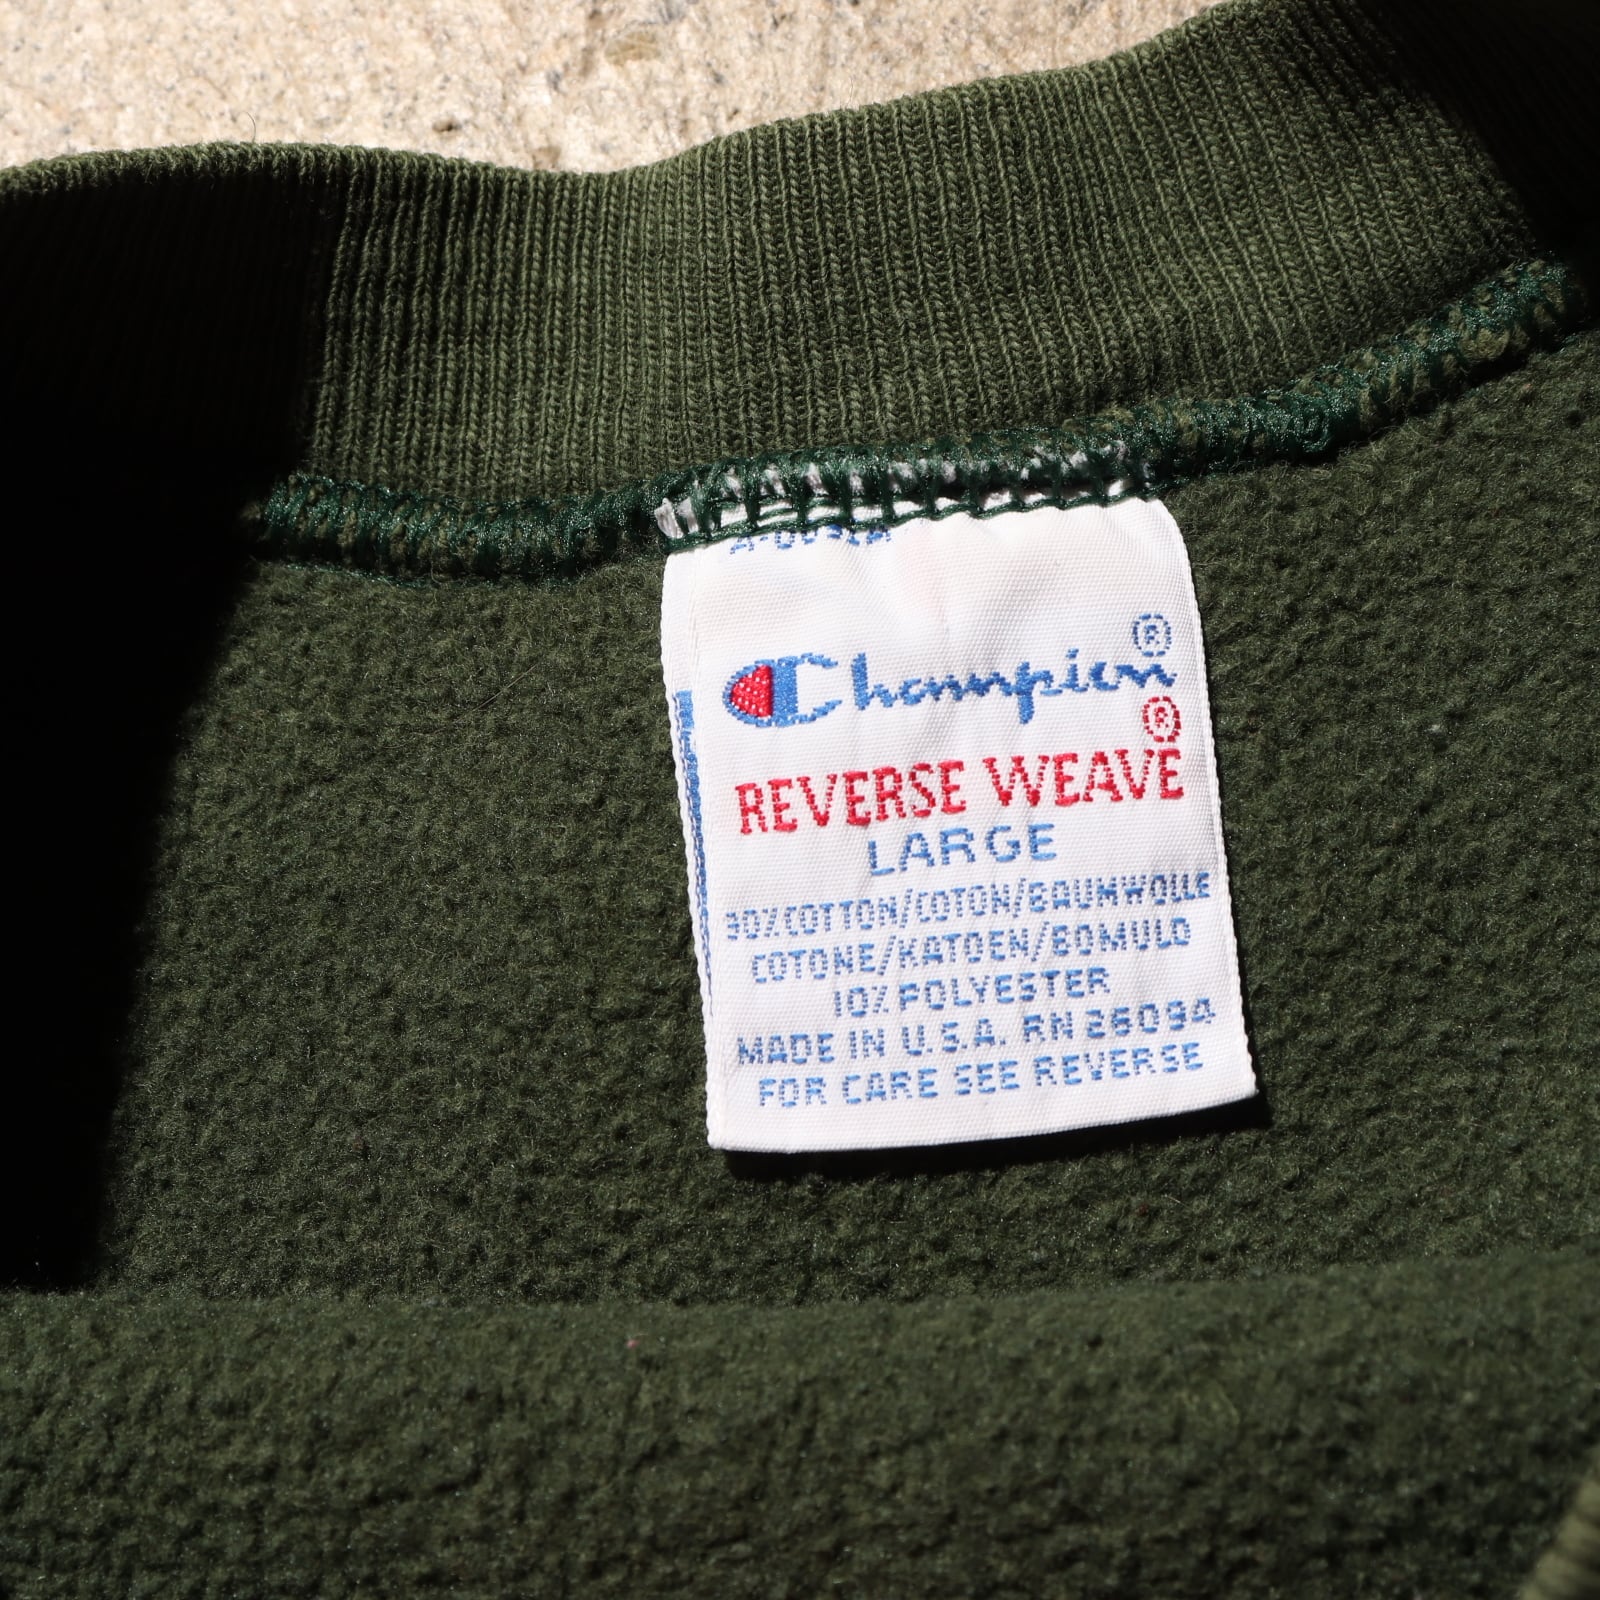 Champion®
REVERSE WEAVE®
LARGE
90% COTTON/COTON/BAUMWOLLE
COTONE/KATOEN/BOMULD
10% POLYESTER
MADE IN U.S.A. RN 26094
FOR CARE SEE REVERSE